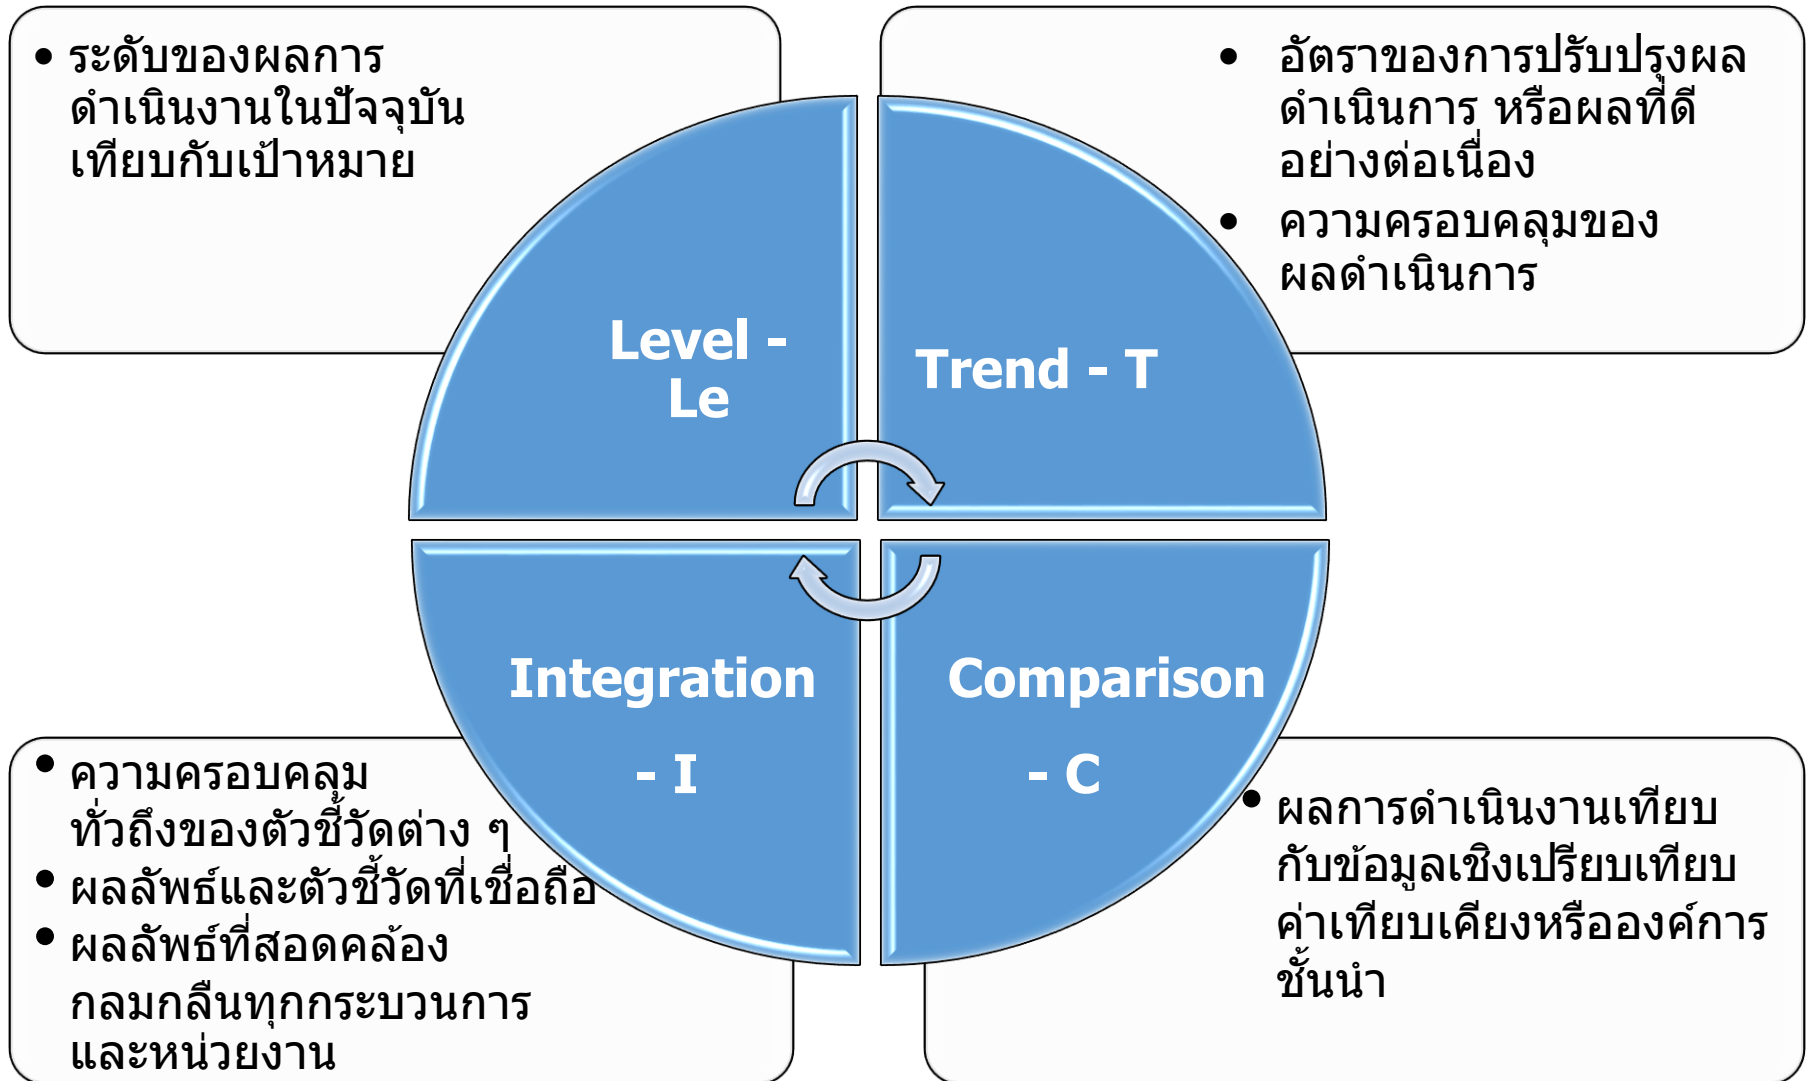 • ระดับของผลการ
ดำเนินงานในปัจจุบัน
เทียบกับเป้าหมาย
• อัตราของการปรับปรุงผล
ดำเนินการ หรือผลที่ดี
อย่างต่อเนื่อง
• ความครอบคลุมของ
ผลดำเนินการ
Level -
Le
Trend - T
Integration
- I
Comparison
- C
• ความครอบคลุม
ทั่วถึงของตัวชี้วัดต่าง ๆ
• ผลลัพธ์และตัวชี้วัดที่เชื่อถือ
• ผลลัพธ์ที่สอดคล้อง
กลมกลืนทุกกระบวนการ
และหน่วยงาน
• ผลการดำเนินงานเทียบ
กับข้อมูลเชิงเปรียบเทียบ
ค่าเทียบเคียงหรือองค์การ
ชั้นนำ